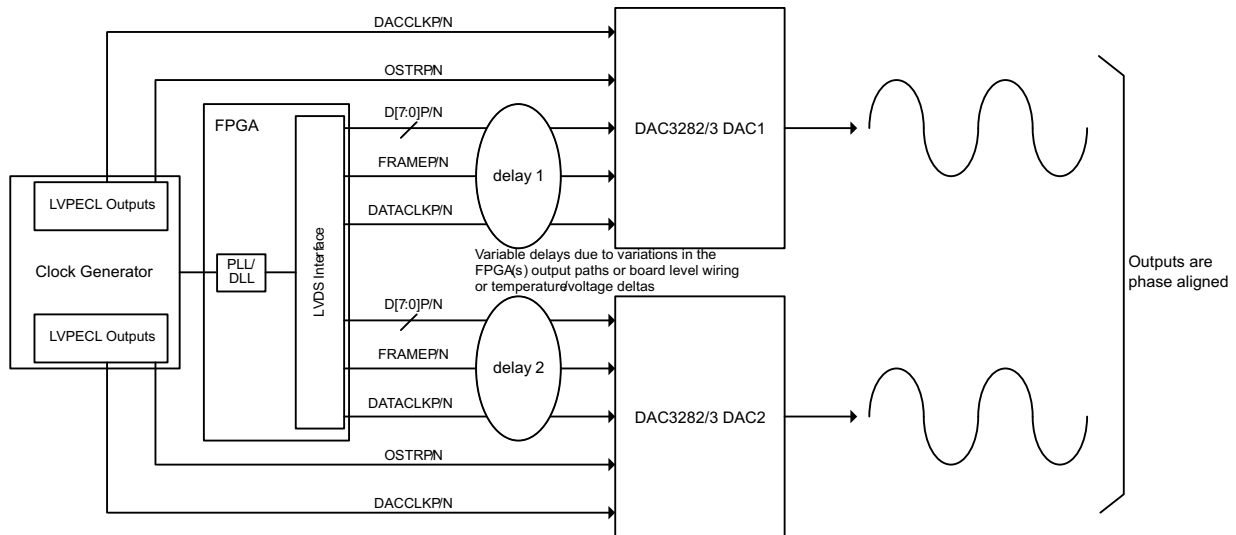 DACCLKP/N
OSTRP/N
D[7:0]P/N
FPGA
DAC3282/3 DAC1
FRAMEP/N
delay 1
LVPECL Outputs
DATACLKP/N
Variable delays due to variations in the
FPGA(s) output paths or board level wiring
or temperature/voltage deltas
Clock Generator
PLL/
DLL
LVDS Interface
Outputs are
phase aligned
D[7:0]P/N
LVPECL Outputs
FRAMEP/N
delay 2
DATACLKP/N
DAC3282/3 DAC2
OSTRP/N
DACCLKP/N